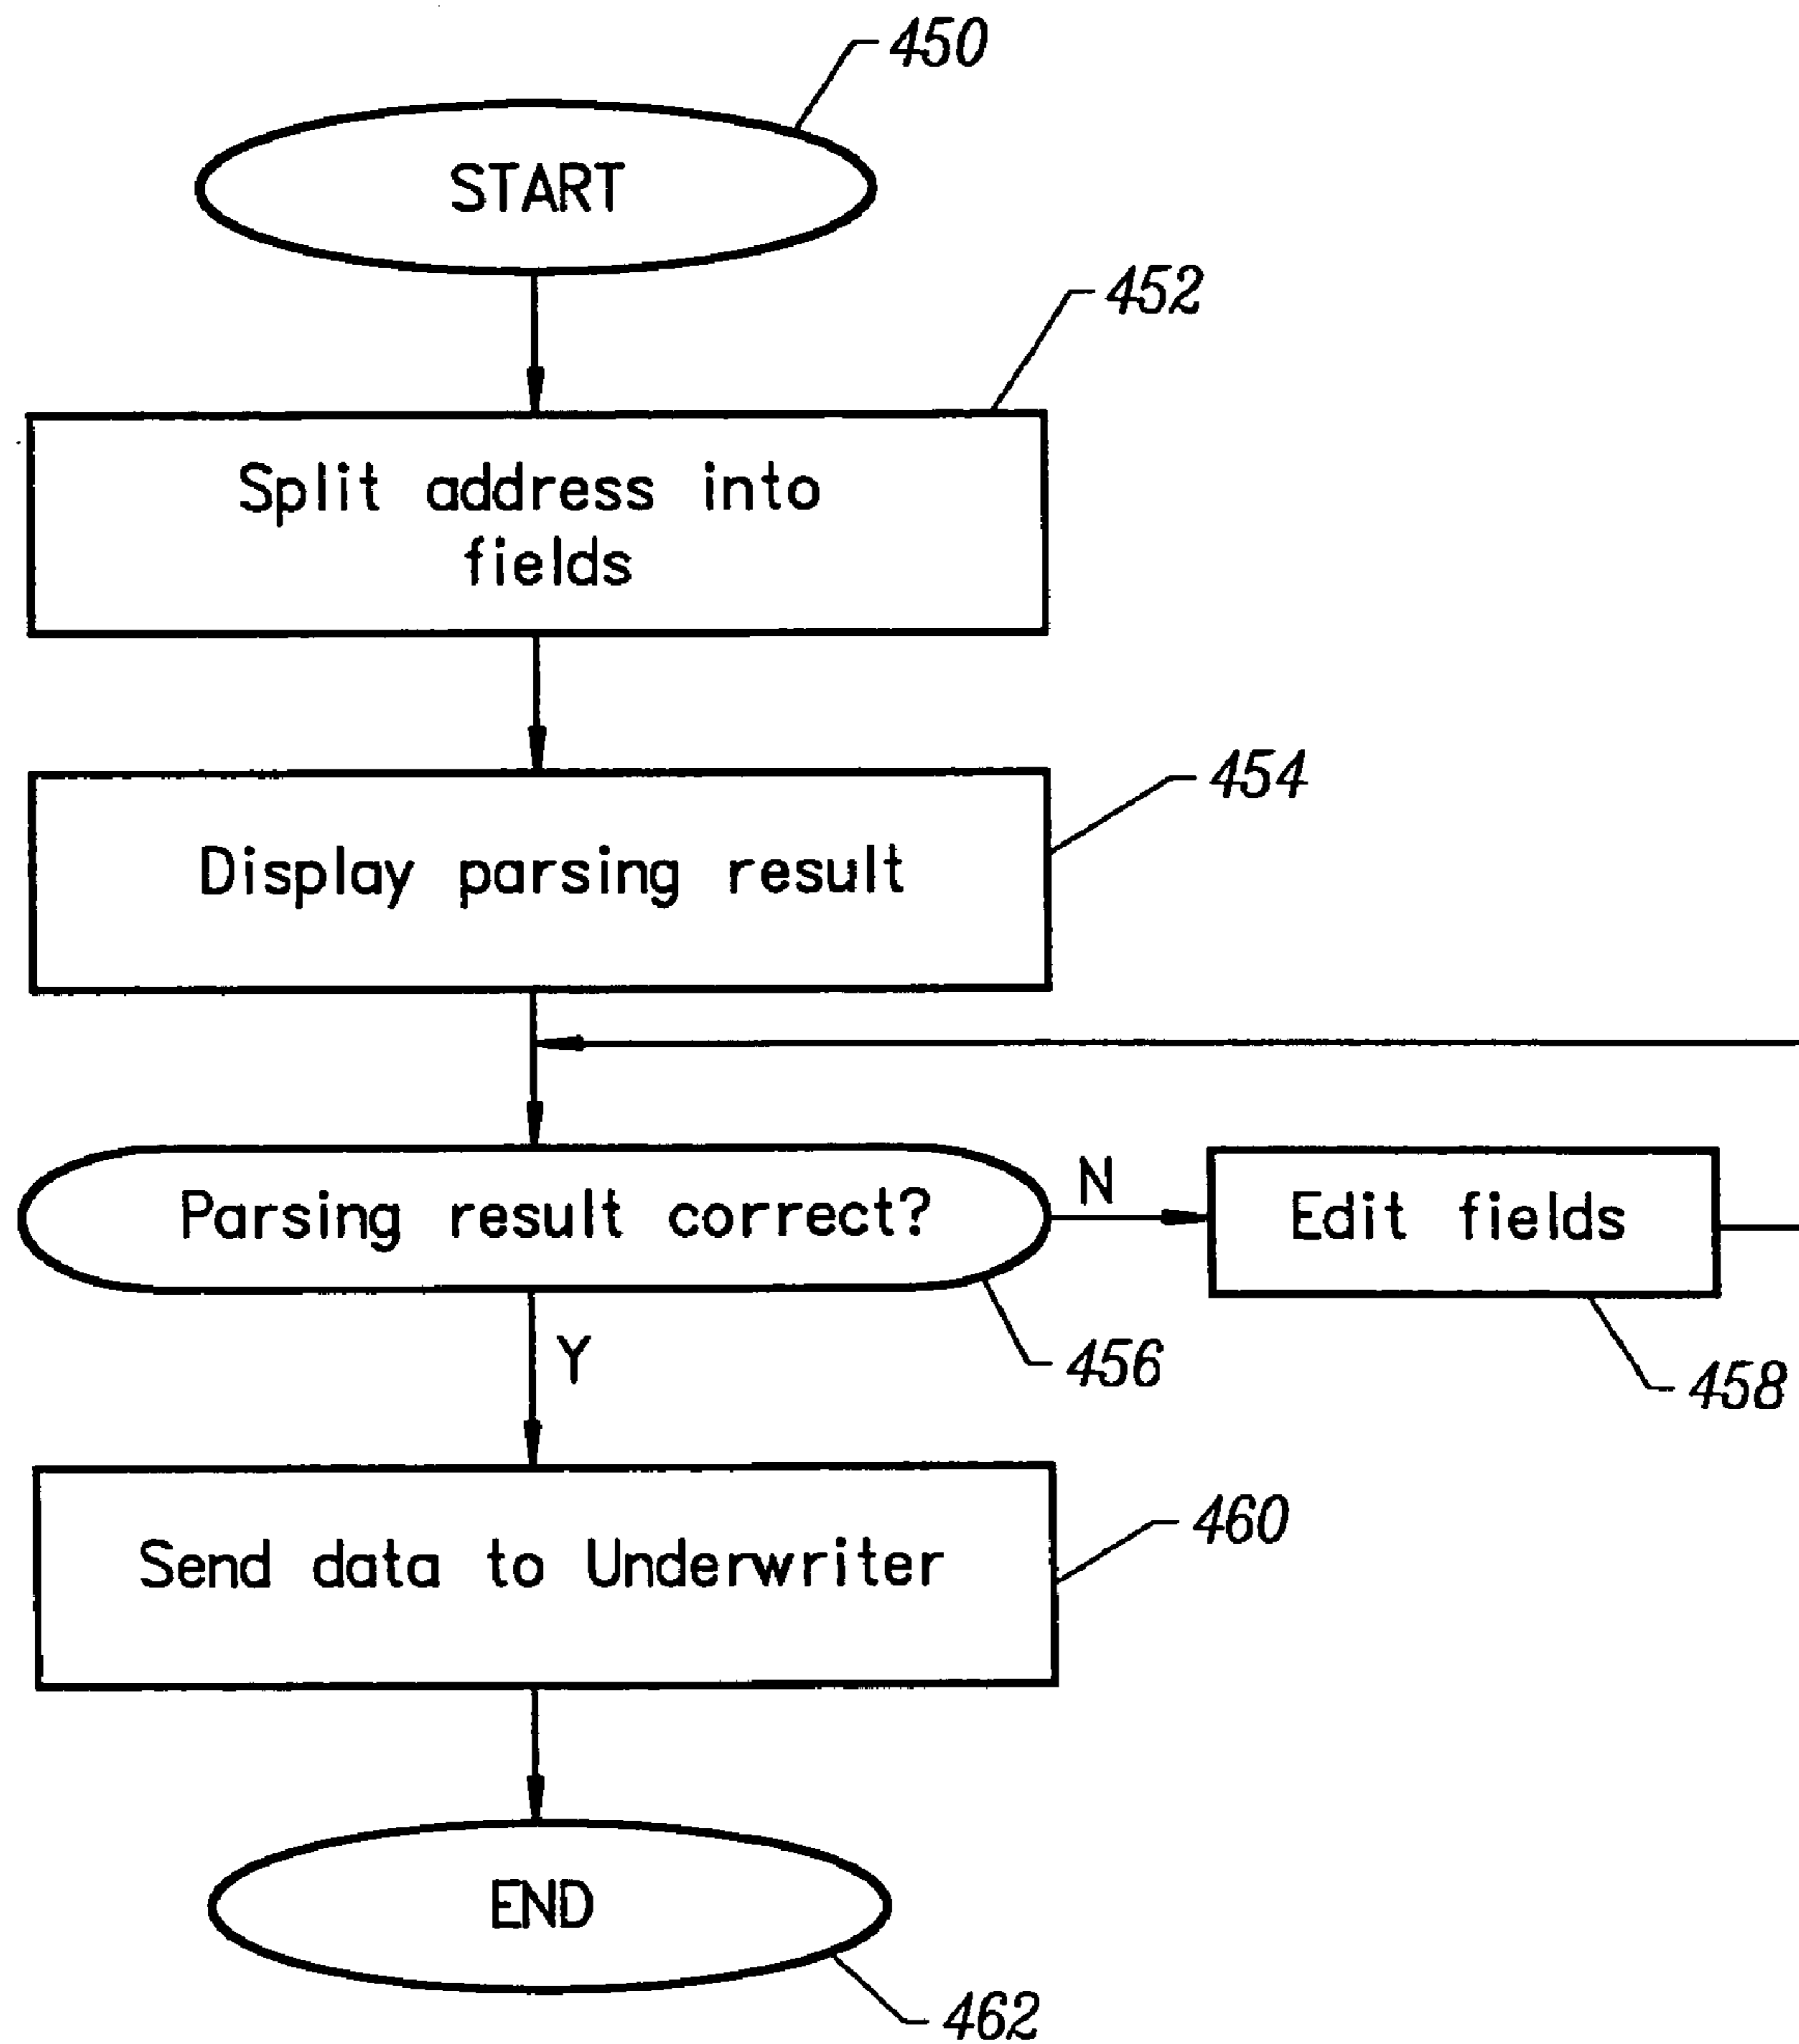 450
START
452
Split address into
fields
454
Display parsing result
Parsing result correct?
N
Edit fields
Y
456
458
460
Send data to Underwriter
END
462